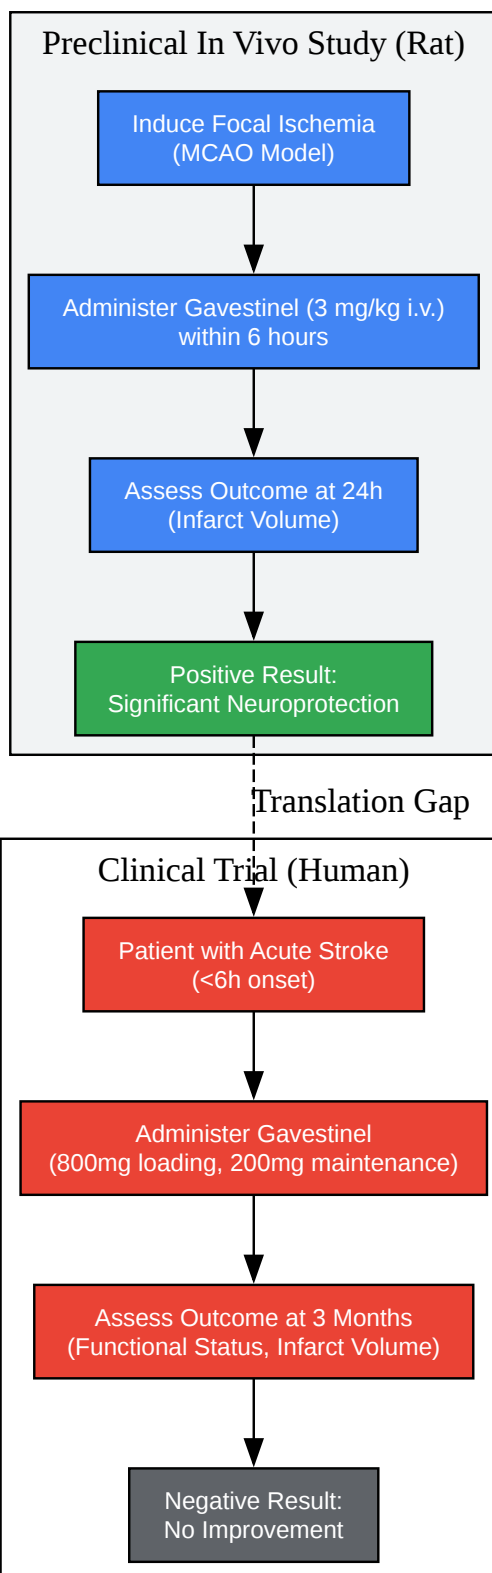 Preclinical In Vivo Study (Rat)
Induce Focal Ischemia
(MCAO Model)
Administer Gavestinel (3 mg/kg i.v.)
within 6 hours
Assess Outcome at 24h
(Infarct Volume)
Positive Result:
Significant Neuroprotection
Translation Gap
Clinical Trial (Human)
Patient with Acute Stroke
(<6h onset)
Administer Gavestinel
(800mg loading, 200mg maintenance)
Assess Outcome at 3 Months
(Functional Status, Infarct Volume)
Negative Result:
No Improvement